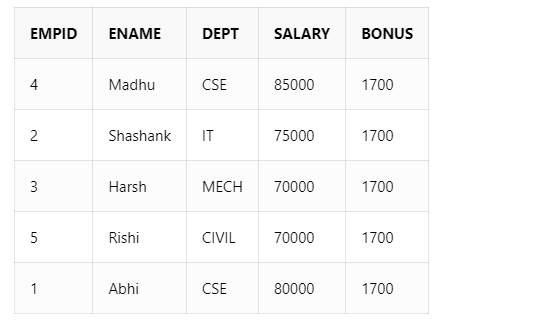 EMPID ENAME DEPT SALARY BONUS
4 Madhu CSE 85000 1700
2 Shashank IT 75000 1700
3 Harsh MECH 70000 1700
5 Rishi CIVIL 70000 1700
1 Abhi CSE 80000 1700